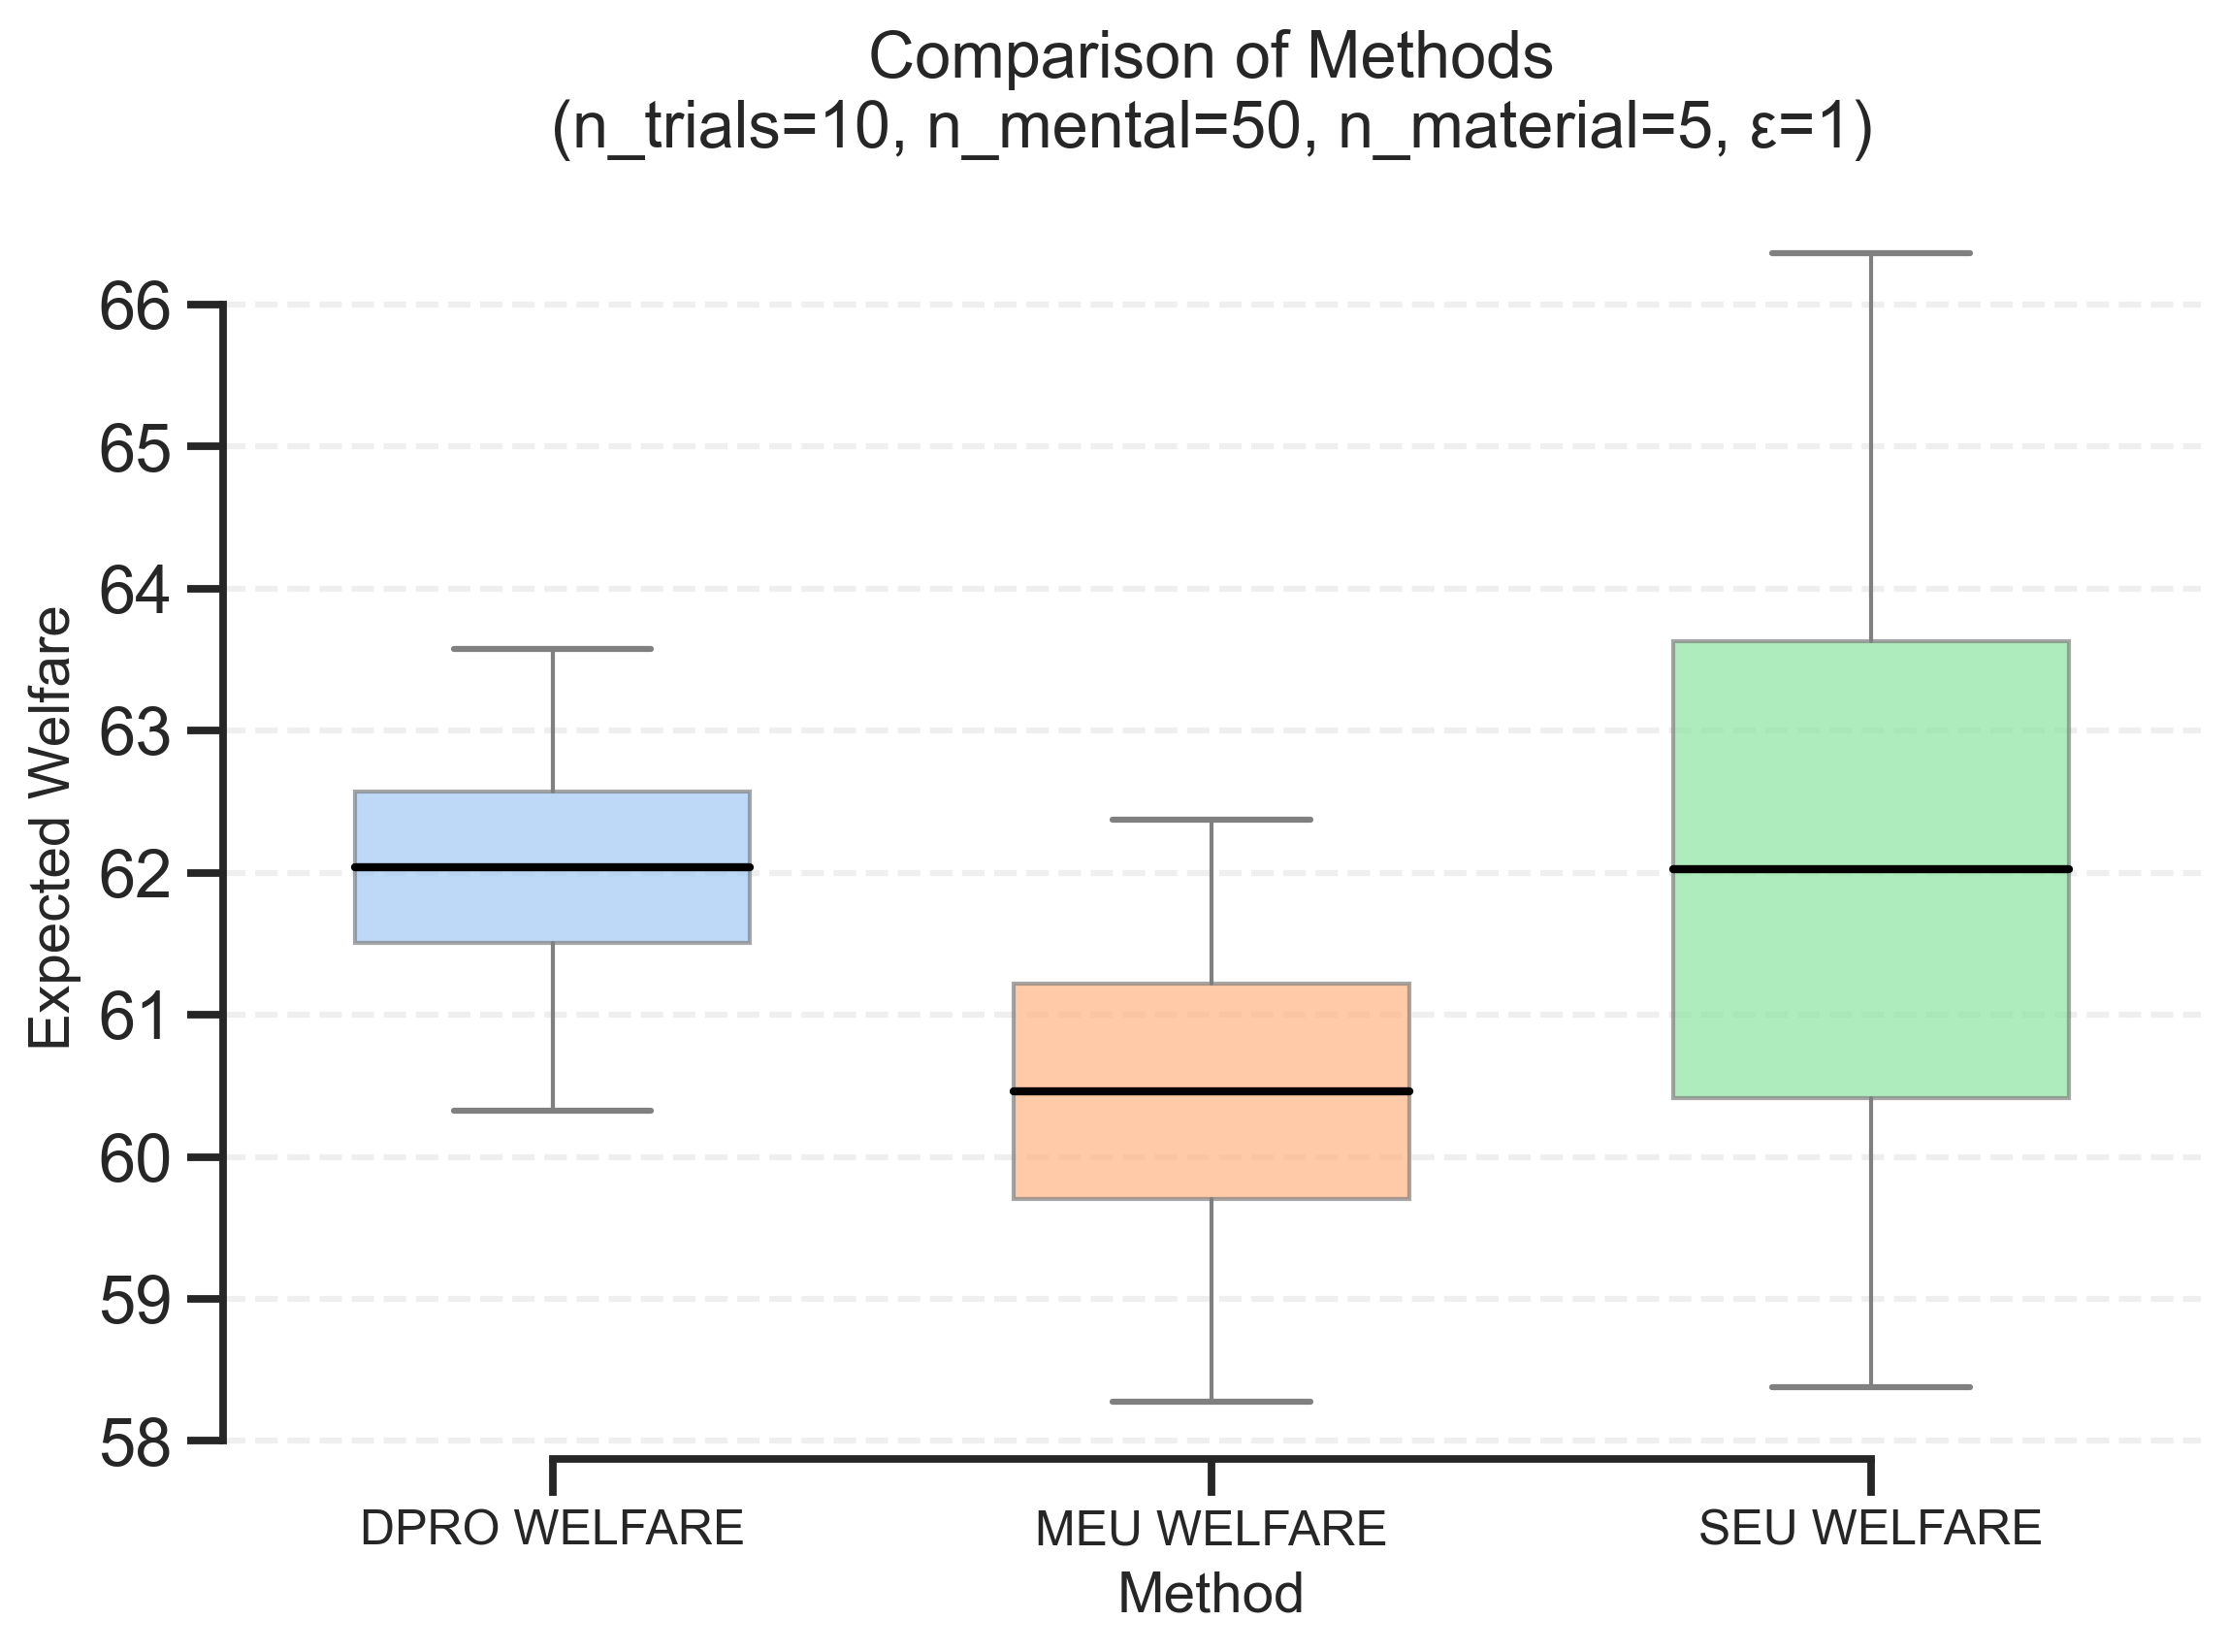 Comparison of Methods
(n_trials=10, n_mental=50, n_material=5, ε=1)
Expected Welfare
66
65
64
63
62
61
60
59
58
DPRO WELFARE
MEU WELFARE
SEU WELFARE
Method